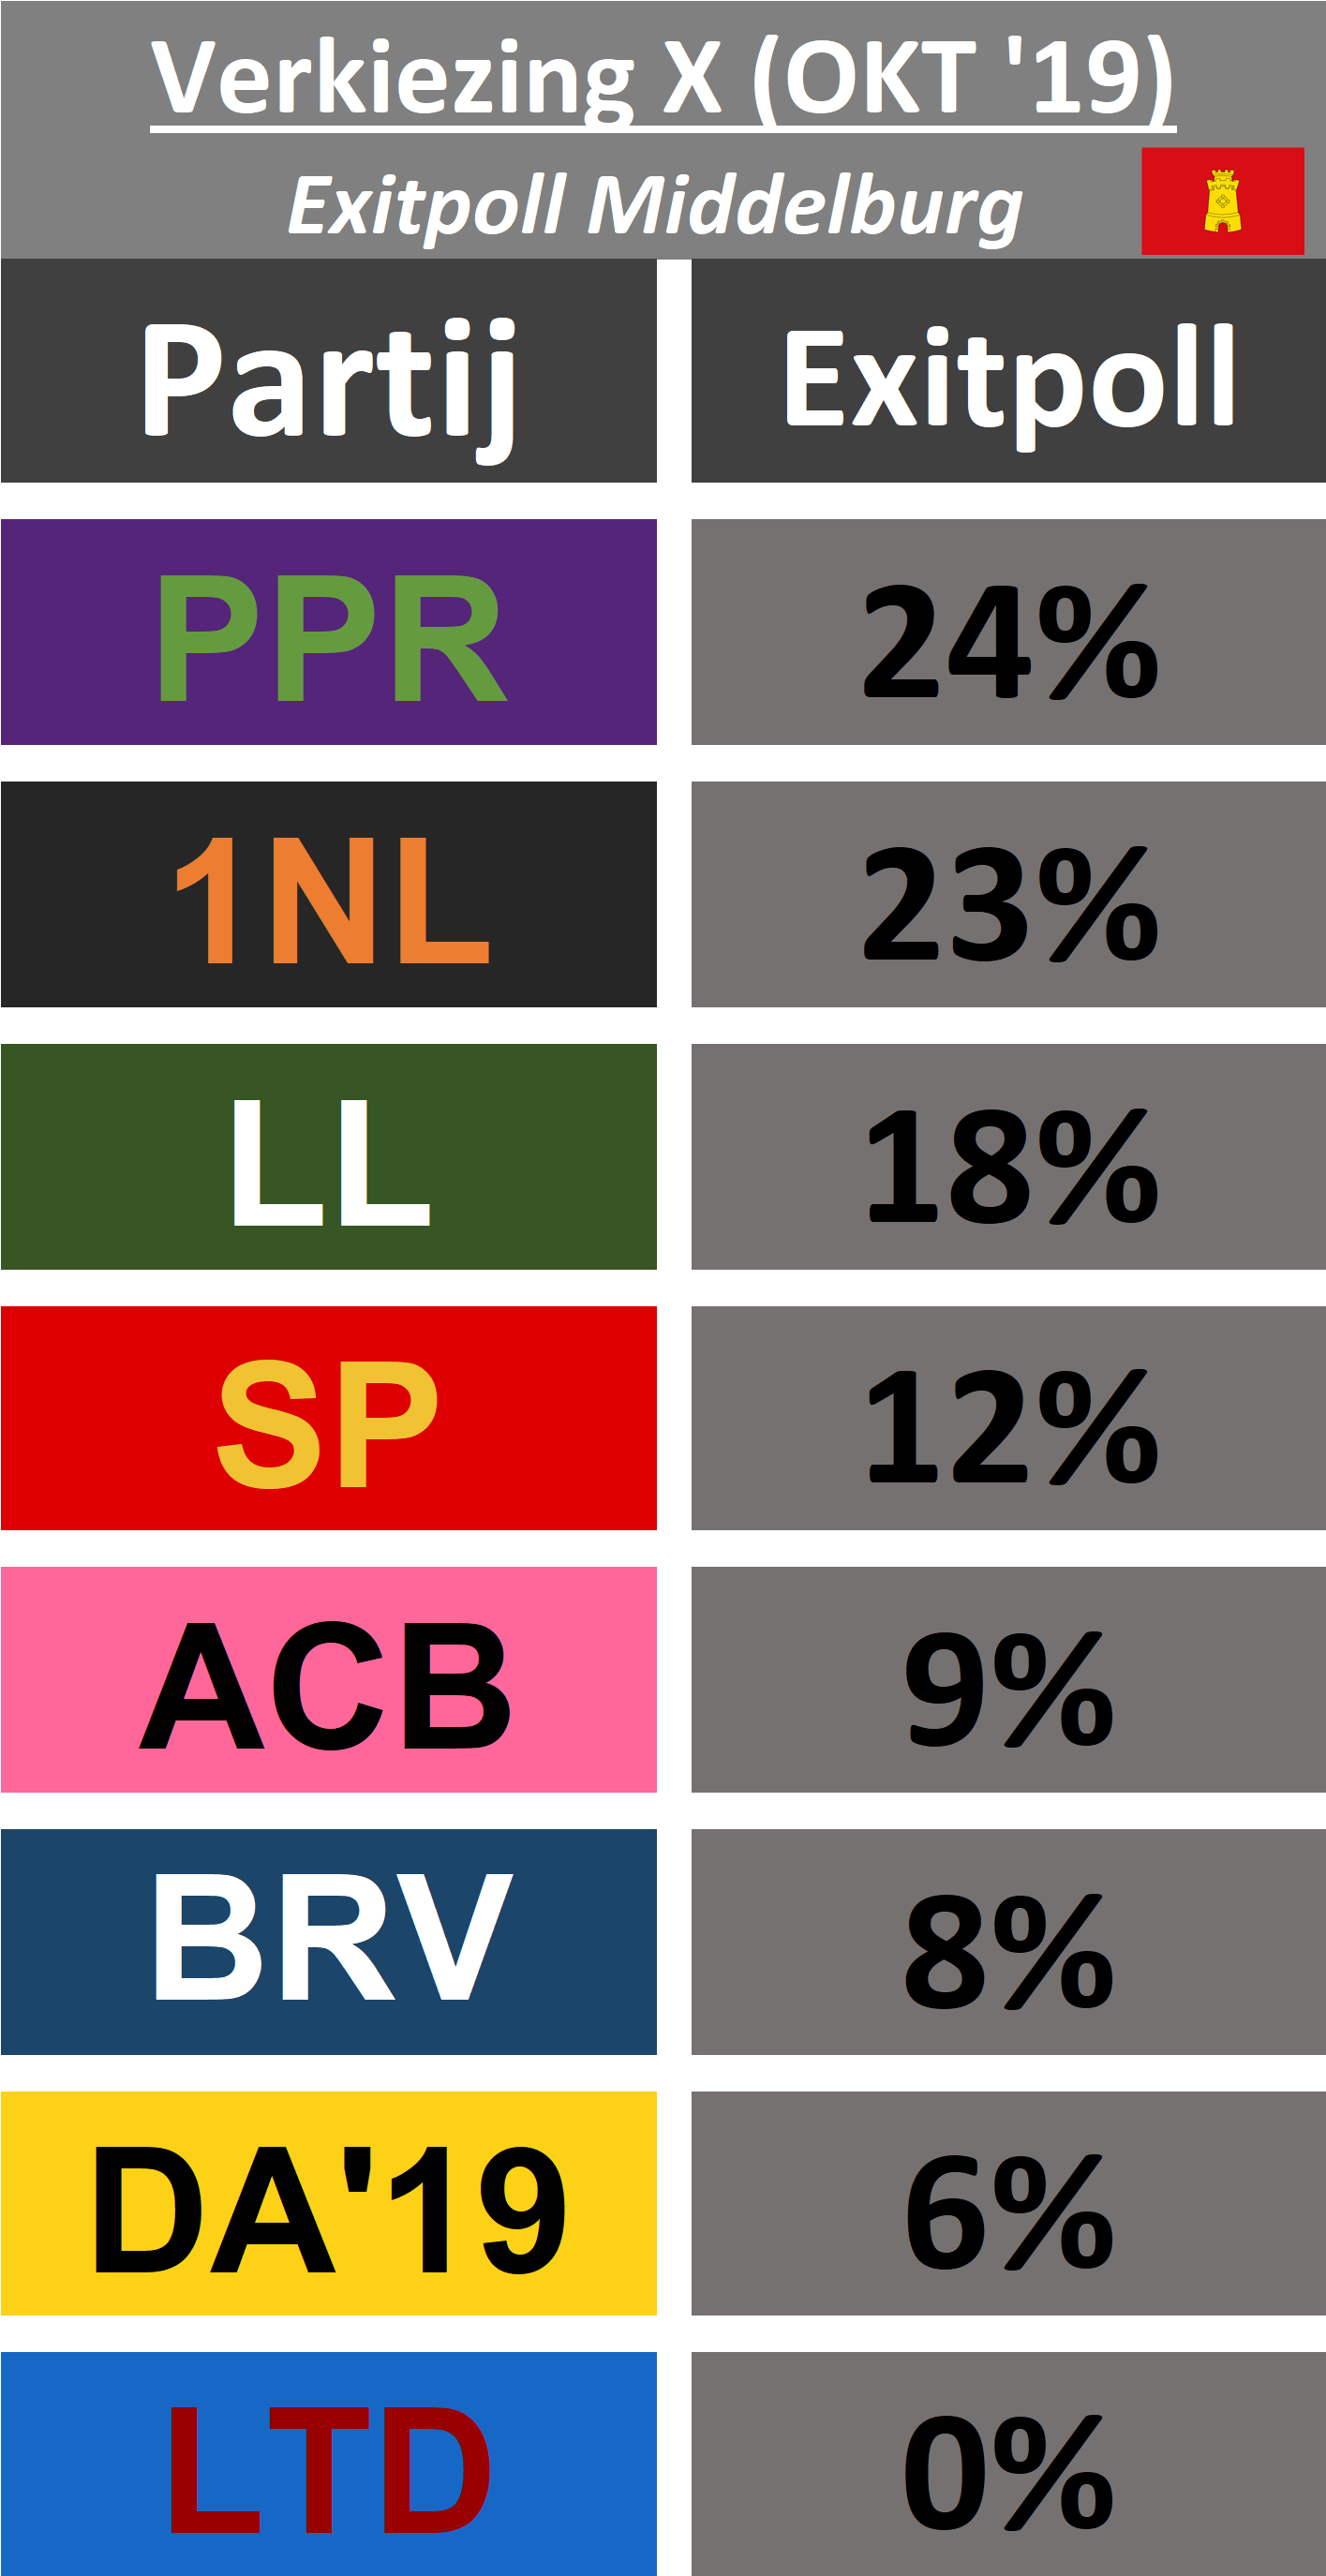 Verkiezing X (OKT '19)
Exitpoll Middelburg
Partij Exitpoll
PPR 24%
1NL 23%
LL 18%
SP 12%
ACB 9%
BRV 8%
DA'19 6%
LTD 0%